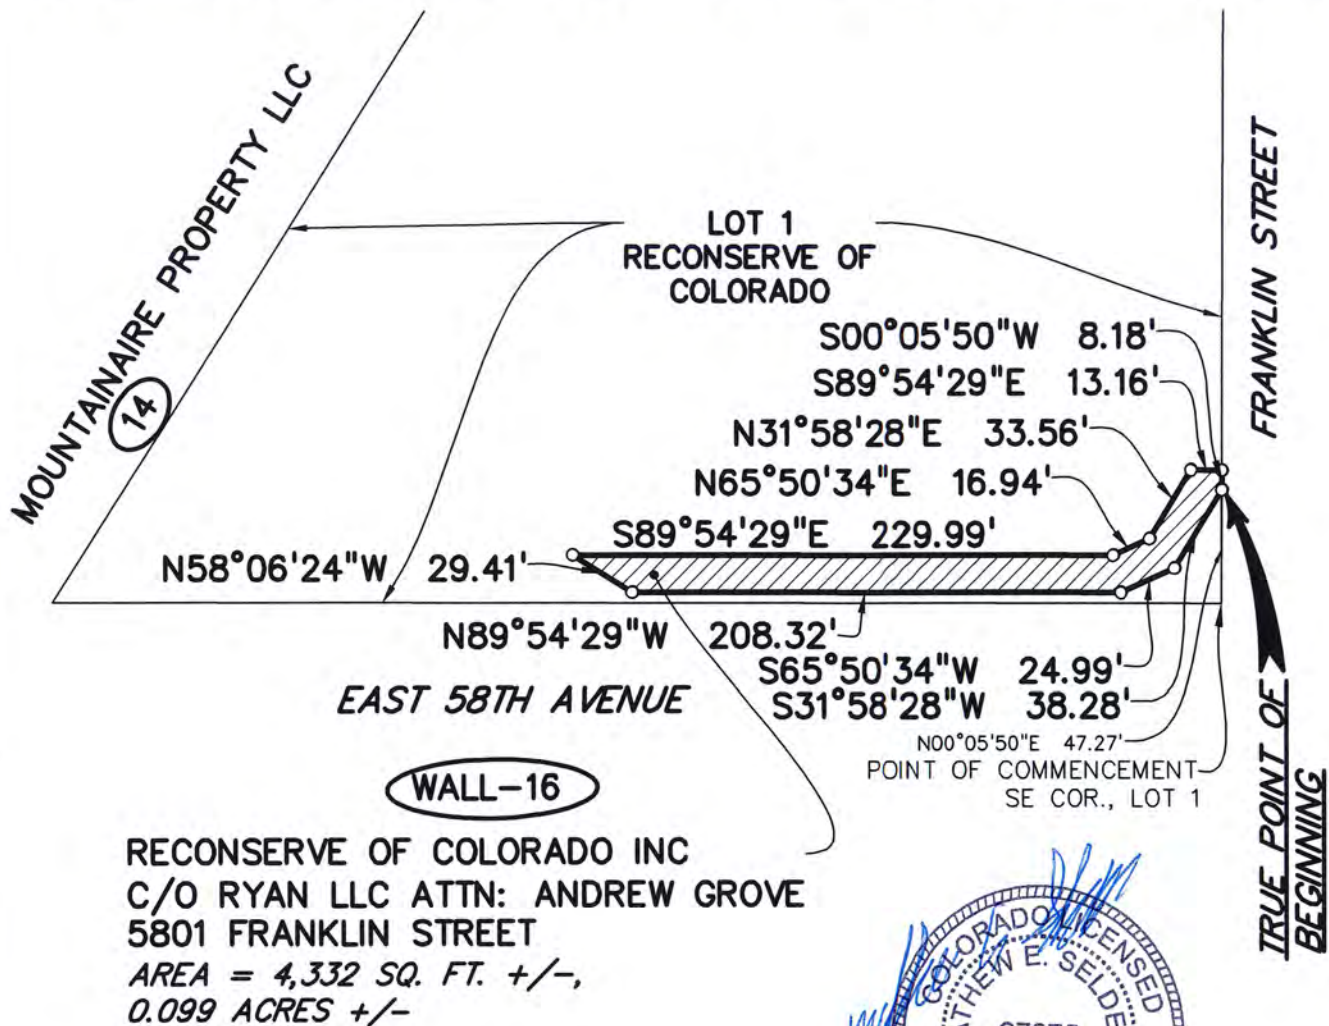 MOUNTAINAIRE PROPERTY LLC
14
LOT 1
RECONSERVE OF
COLORADO
FRANKLIN STREET
S00°05'50"W 8.18'
S89°54'29"E 13.16'
N31°58'28"E 33.56'
N65°50'34"E 16.94'
S89°54'29"E 229.99'
N58°06'24"W 29.41'
N89°54'29"W 208.32'
S65°50'34"W 24.99'
S31°58'28"W 38.28'
N00°05'50"E 47.27'
POINT OF COMMENCEMENT
SE COR., LOT 1
EAST 58TH AVENUE
TRUE POINT OF
BEGINNING
WALL-16
RECONSERVE OF COLORADO INC
C/O RYAN LLC ATTN: ANDREW GROVE
5801 FRANKLIN STREET
AREA = 4,332 SQ. FT. +/-,
0.099 ACRES +/-
COLORADO LICENSED
E.